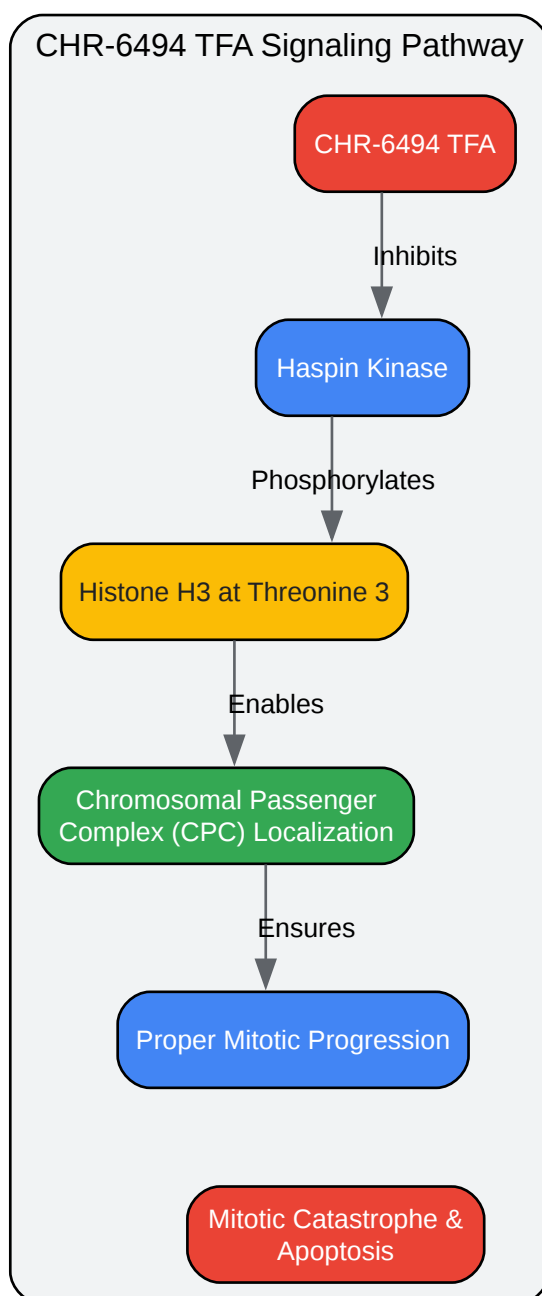 CHR-6494 TFA Signaling Pathway
CHR-6494 TFA
Inhibits
Haspin Kinase
Phosphorylates
Histone H3 at Threonine 3
Enables
Chromosomal Passenger
Complex (CPC) Localization
Ensures
Proper Mitotic Progression
Mitotic Catastrophe &
Apoptosis